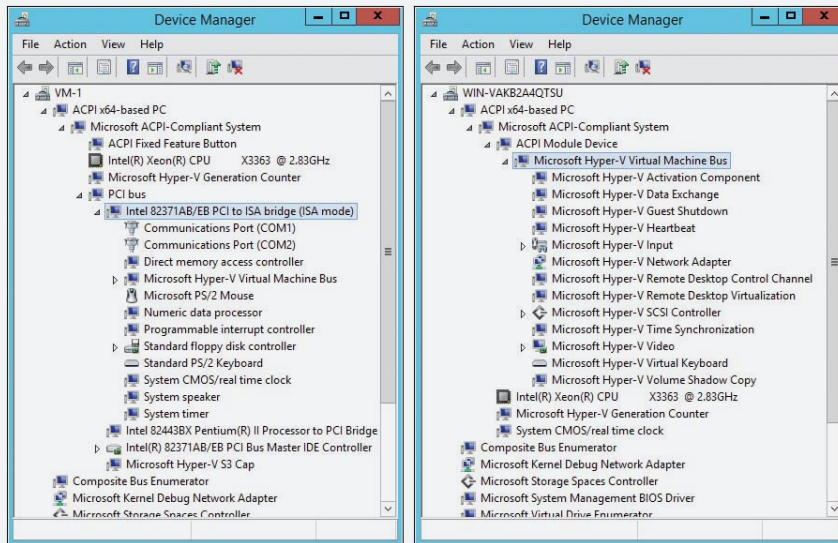 Device Manager
File Action View Help
VM-1
ACPI x64-based PC
Microsoft ACPI-Compliant System
ACPI Fixed Feature Button
Intel(R) Xeon(R) CPU X3363 @ 2.83GHz
Microsoft Hyper-V Generation Counter
PCI bus
Intel 82371AB/EB PCI to ISA bridge (ISA mode)
Communications Port (COM1)
Communications Port (COM2)
Direct memory access controller
Microsoft Hyper-V Virtual Machine Bus
Microsoft PS/2 Mouse
Numeric data processor
Programmable interrupt controller
Standard floppy disk controller
Standard PS/2 Keyboard
System CMOS/real time clock
System speaker
System timer
Intel 82443BX Pentium(R) II Processor to PCI Bridge
Intel(R) 82371AB/EB PCI Bus Master IDE Controller
Microsoft Hyper-V S3 Cap
Composite Bus Enumerator
Microsoft Kernel Debug Network Adapter
Microsoft Storage Spaces Controller
Device Manager
File Action View Help
WIN-VAKB2A4QTSU
ACPI x64-based PC
Microsoft ACPI-Compliant System
ACPI Module Device
Microsoft Hyper-V Virtual Machine Bus
Microsoft Hyper-V Activation Component
Microsoft Hyper-V Data Exchange
Microsoft Hyper-V Guest Shutdown
Microsoft Hyper-V Heartbeat
Microsoft Hyper-V Input
Microsoft Hyper-V Network Adapter
Microsoft Hyper-V Remote Desktop Control Channel
Microsoft Hyper-V Remote Desktop Virtualization
Microsoft Hyper-V SCSI Controller
Microsoft Hyper-V Time Synchronization
Microsoft Hyper-V Video
Microsoft Hyper-V Virtual Keyboard
Microsoft Hyper-V Volume Shadow Copy
Intel(R) Xeon(R) CPU X3363 @ 2.83GHz
Microsoft Hyper-V Generation Counter
System CMOS/real time clock
Composite Bus Enumerator
Microsoft Kernel Debug Network Adapter
Microsoft Storage Spaces Controller
Microsoft System Management BIOS Driver
Microsoft Virtual Drive Enumerator